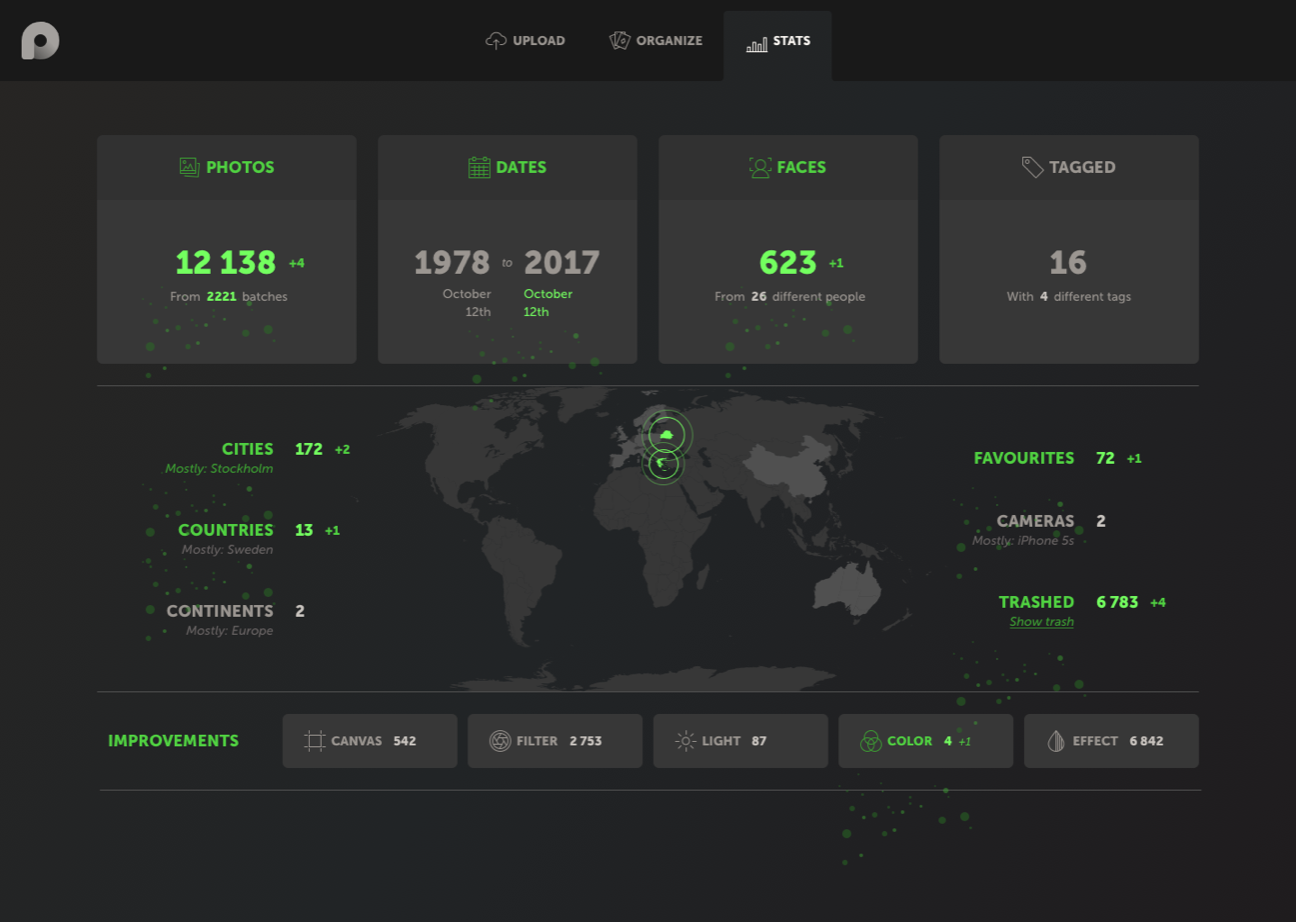 UPLOAD ORGANIZE STATS
PHOTOS
12 138 +4
From 2221 batches
DATES
1978 to 2017
October October
12th 12th
FACES
623 +1
From 26 different people
TAGGED
16
With 4 different tags
CITIES 172 +2
Mostly: Stockholm
COUNTRIES 13 +1
Mostly: Sweden
CONTINENTS 2
Mostly: Europe
FAVOURITES 72 +1
CAMERAS 2
Mostly: iPhone 5s
TRASHED 6 783 +4
Show trash
IMPROVEMENTS CANVAS 542 FILTER 2 753 LIGHT 87 COLOR 4 +1 EFFECT 6 842